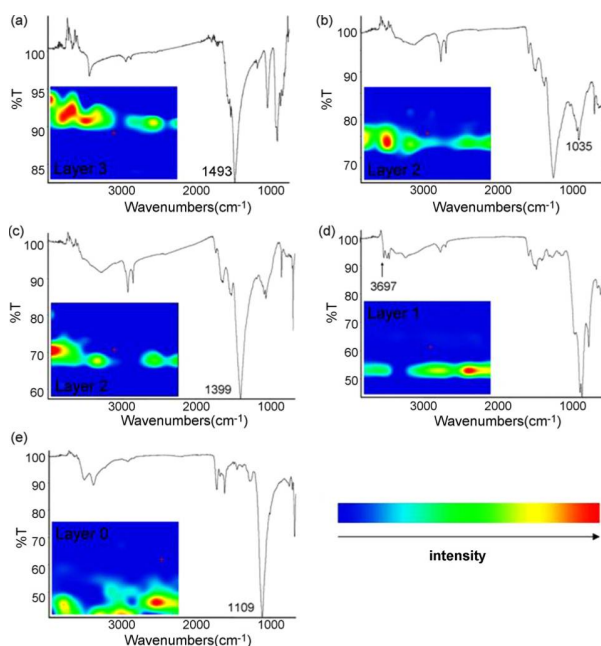 (a)
%T
100
95
90
85
Layer 3
1493
3000
2000
1000
Wavenumbers(cm-1)
(b)
%T
100
90
80
70
Layer 2
1035
3000
2000
1000
Wavenumbers(cm-1)
(c)
%T
100
90
80
70
60
Layer 2
1399
3000
2000
1000
Wavenumbers(cm-1)
(d)
%T
100
90
80
70
60
50
3697
Layer 1
3000
2000
1000
Wavenumbers(cm-1)
(e)
%T
100
90
80
70
60
50
Layer 0
1109
3000
2000
1000
Wavenumbers(cm-1)
intensity